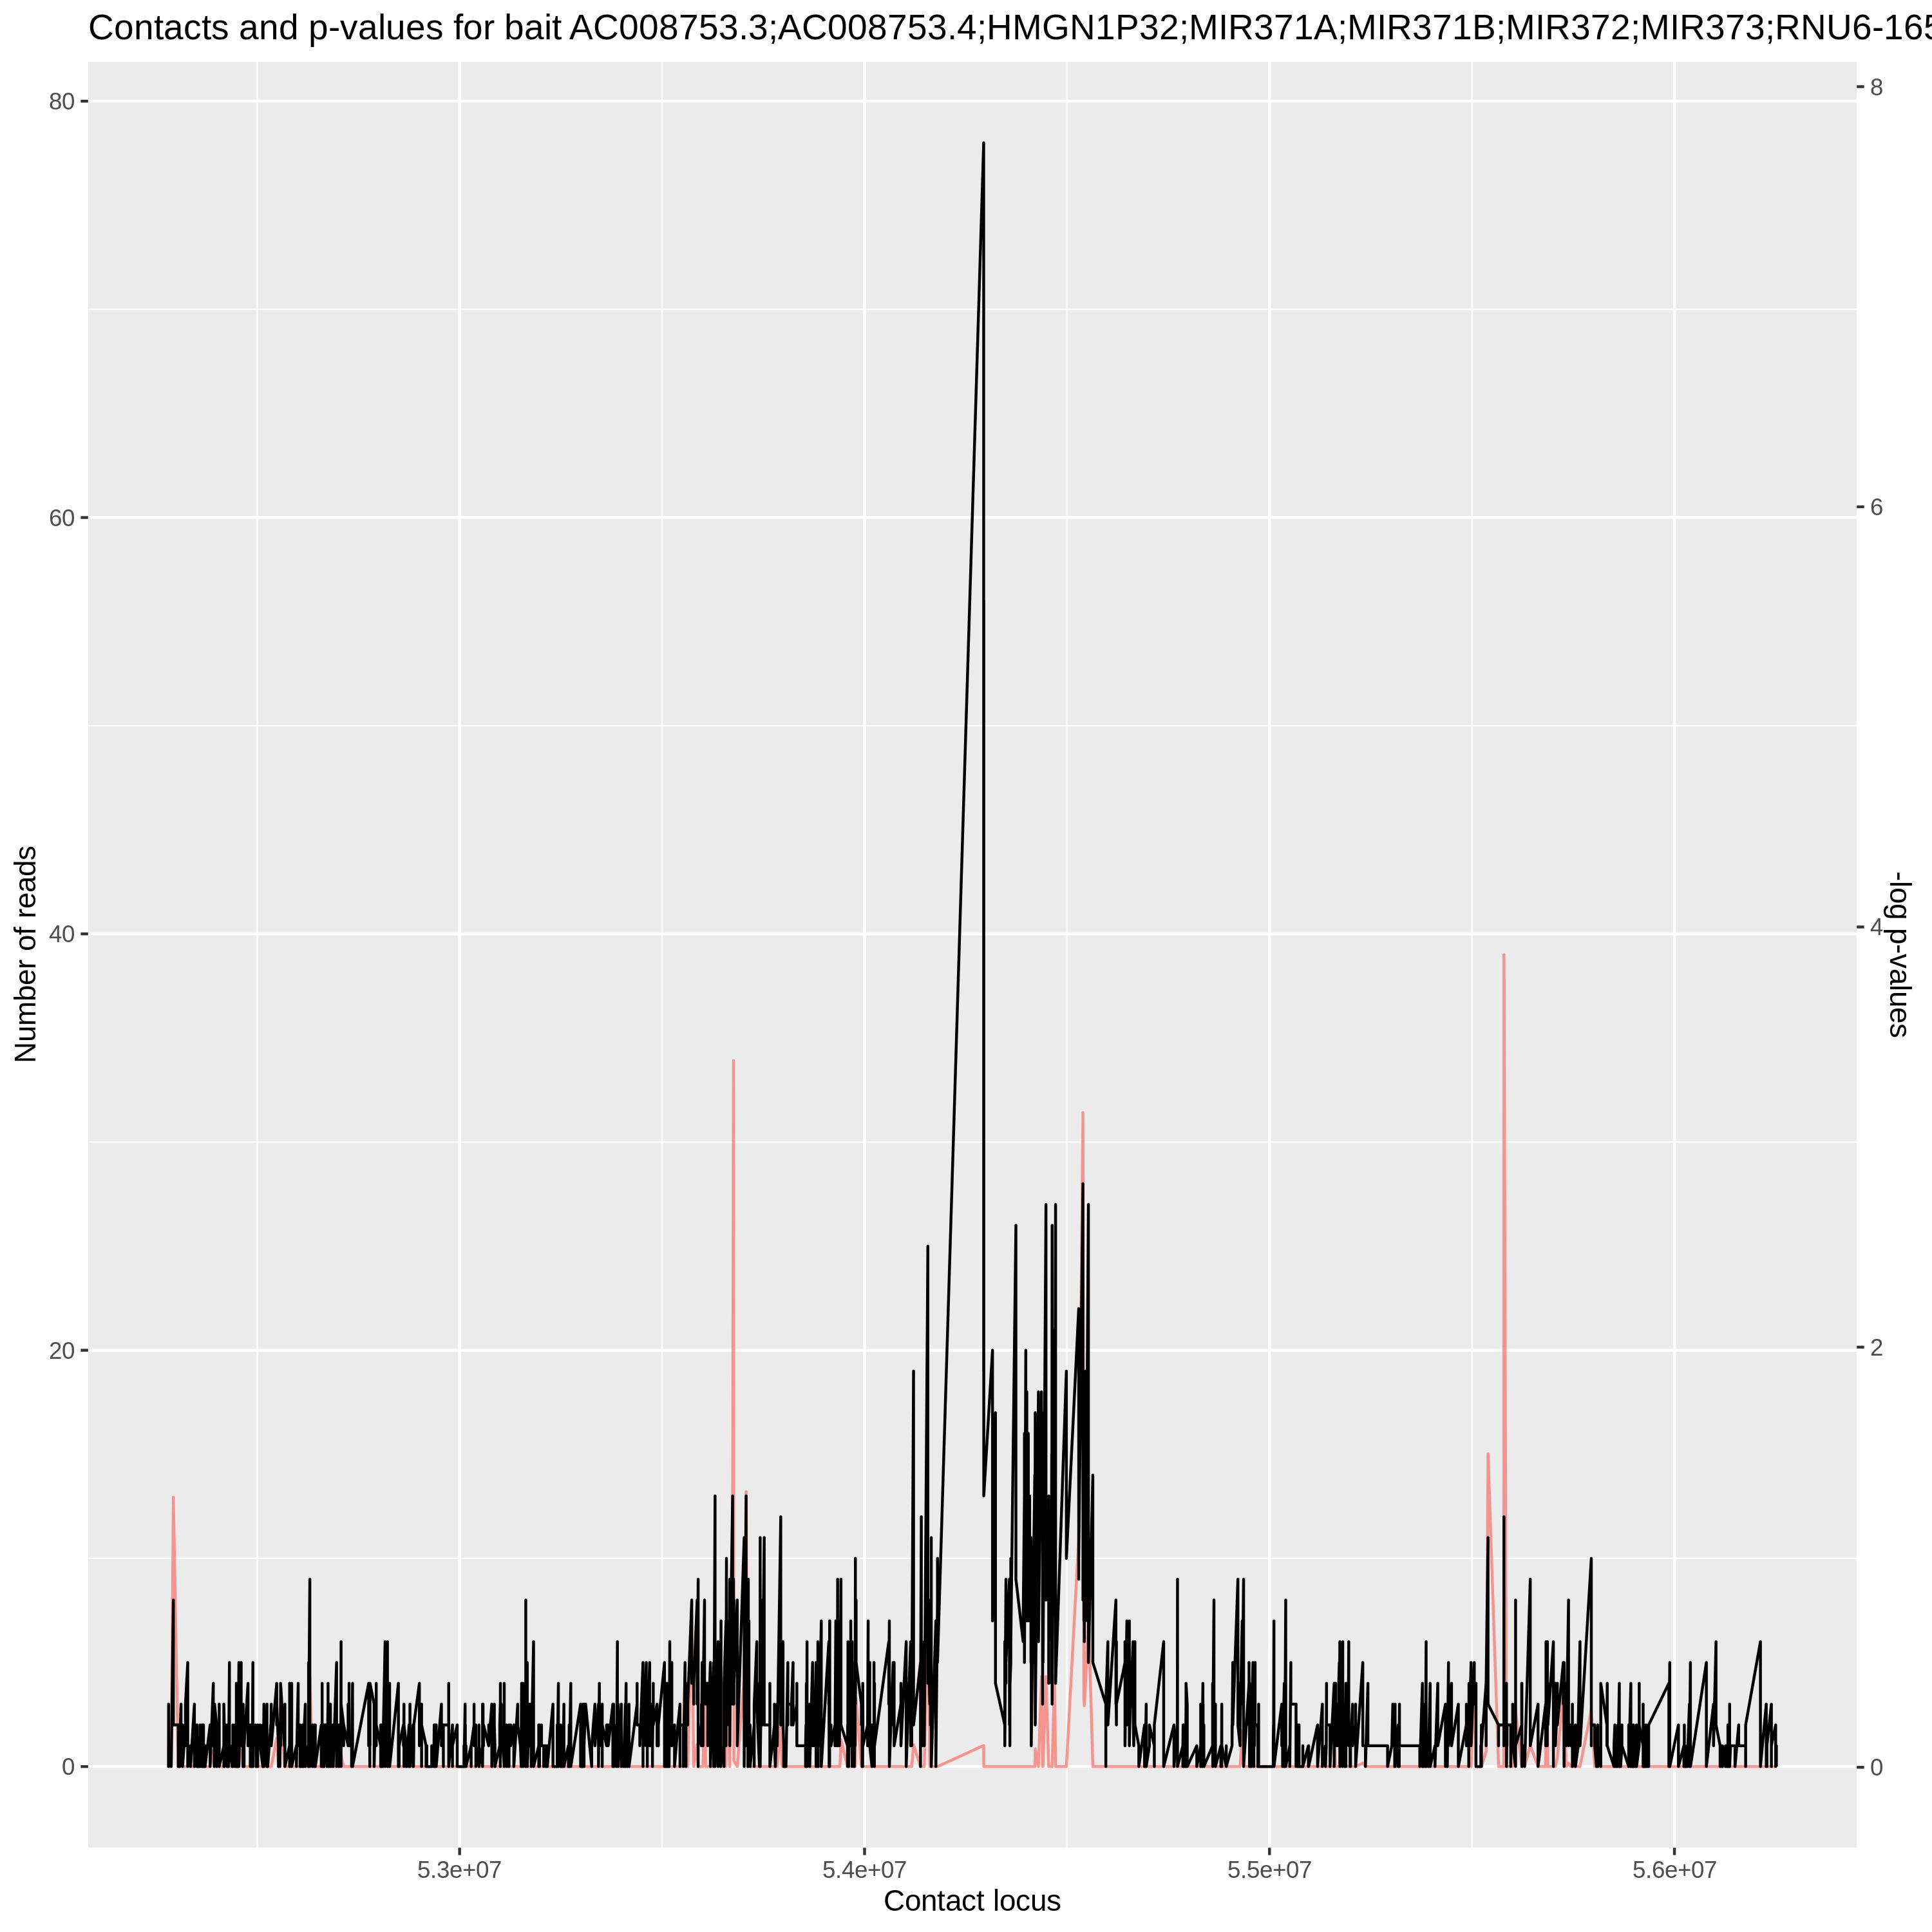 Contacts and p-values for bait AC008753.3;AC008753.4;HMGN1P32;MIR371A;MIR371B;MIR372;MIR373;RNU6-165
80
60
40
20
0
Number of reads
8
6
4
2
0
-log p-values
5.3e+07
5.4e+07
5.5e+07
5.6e+07
Contact locus